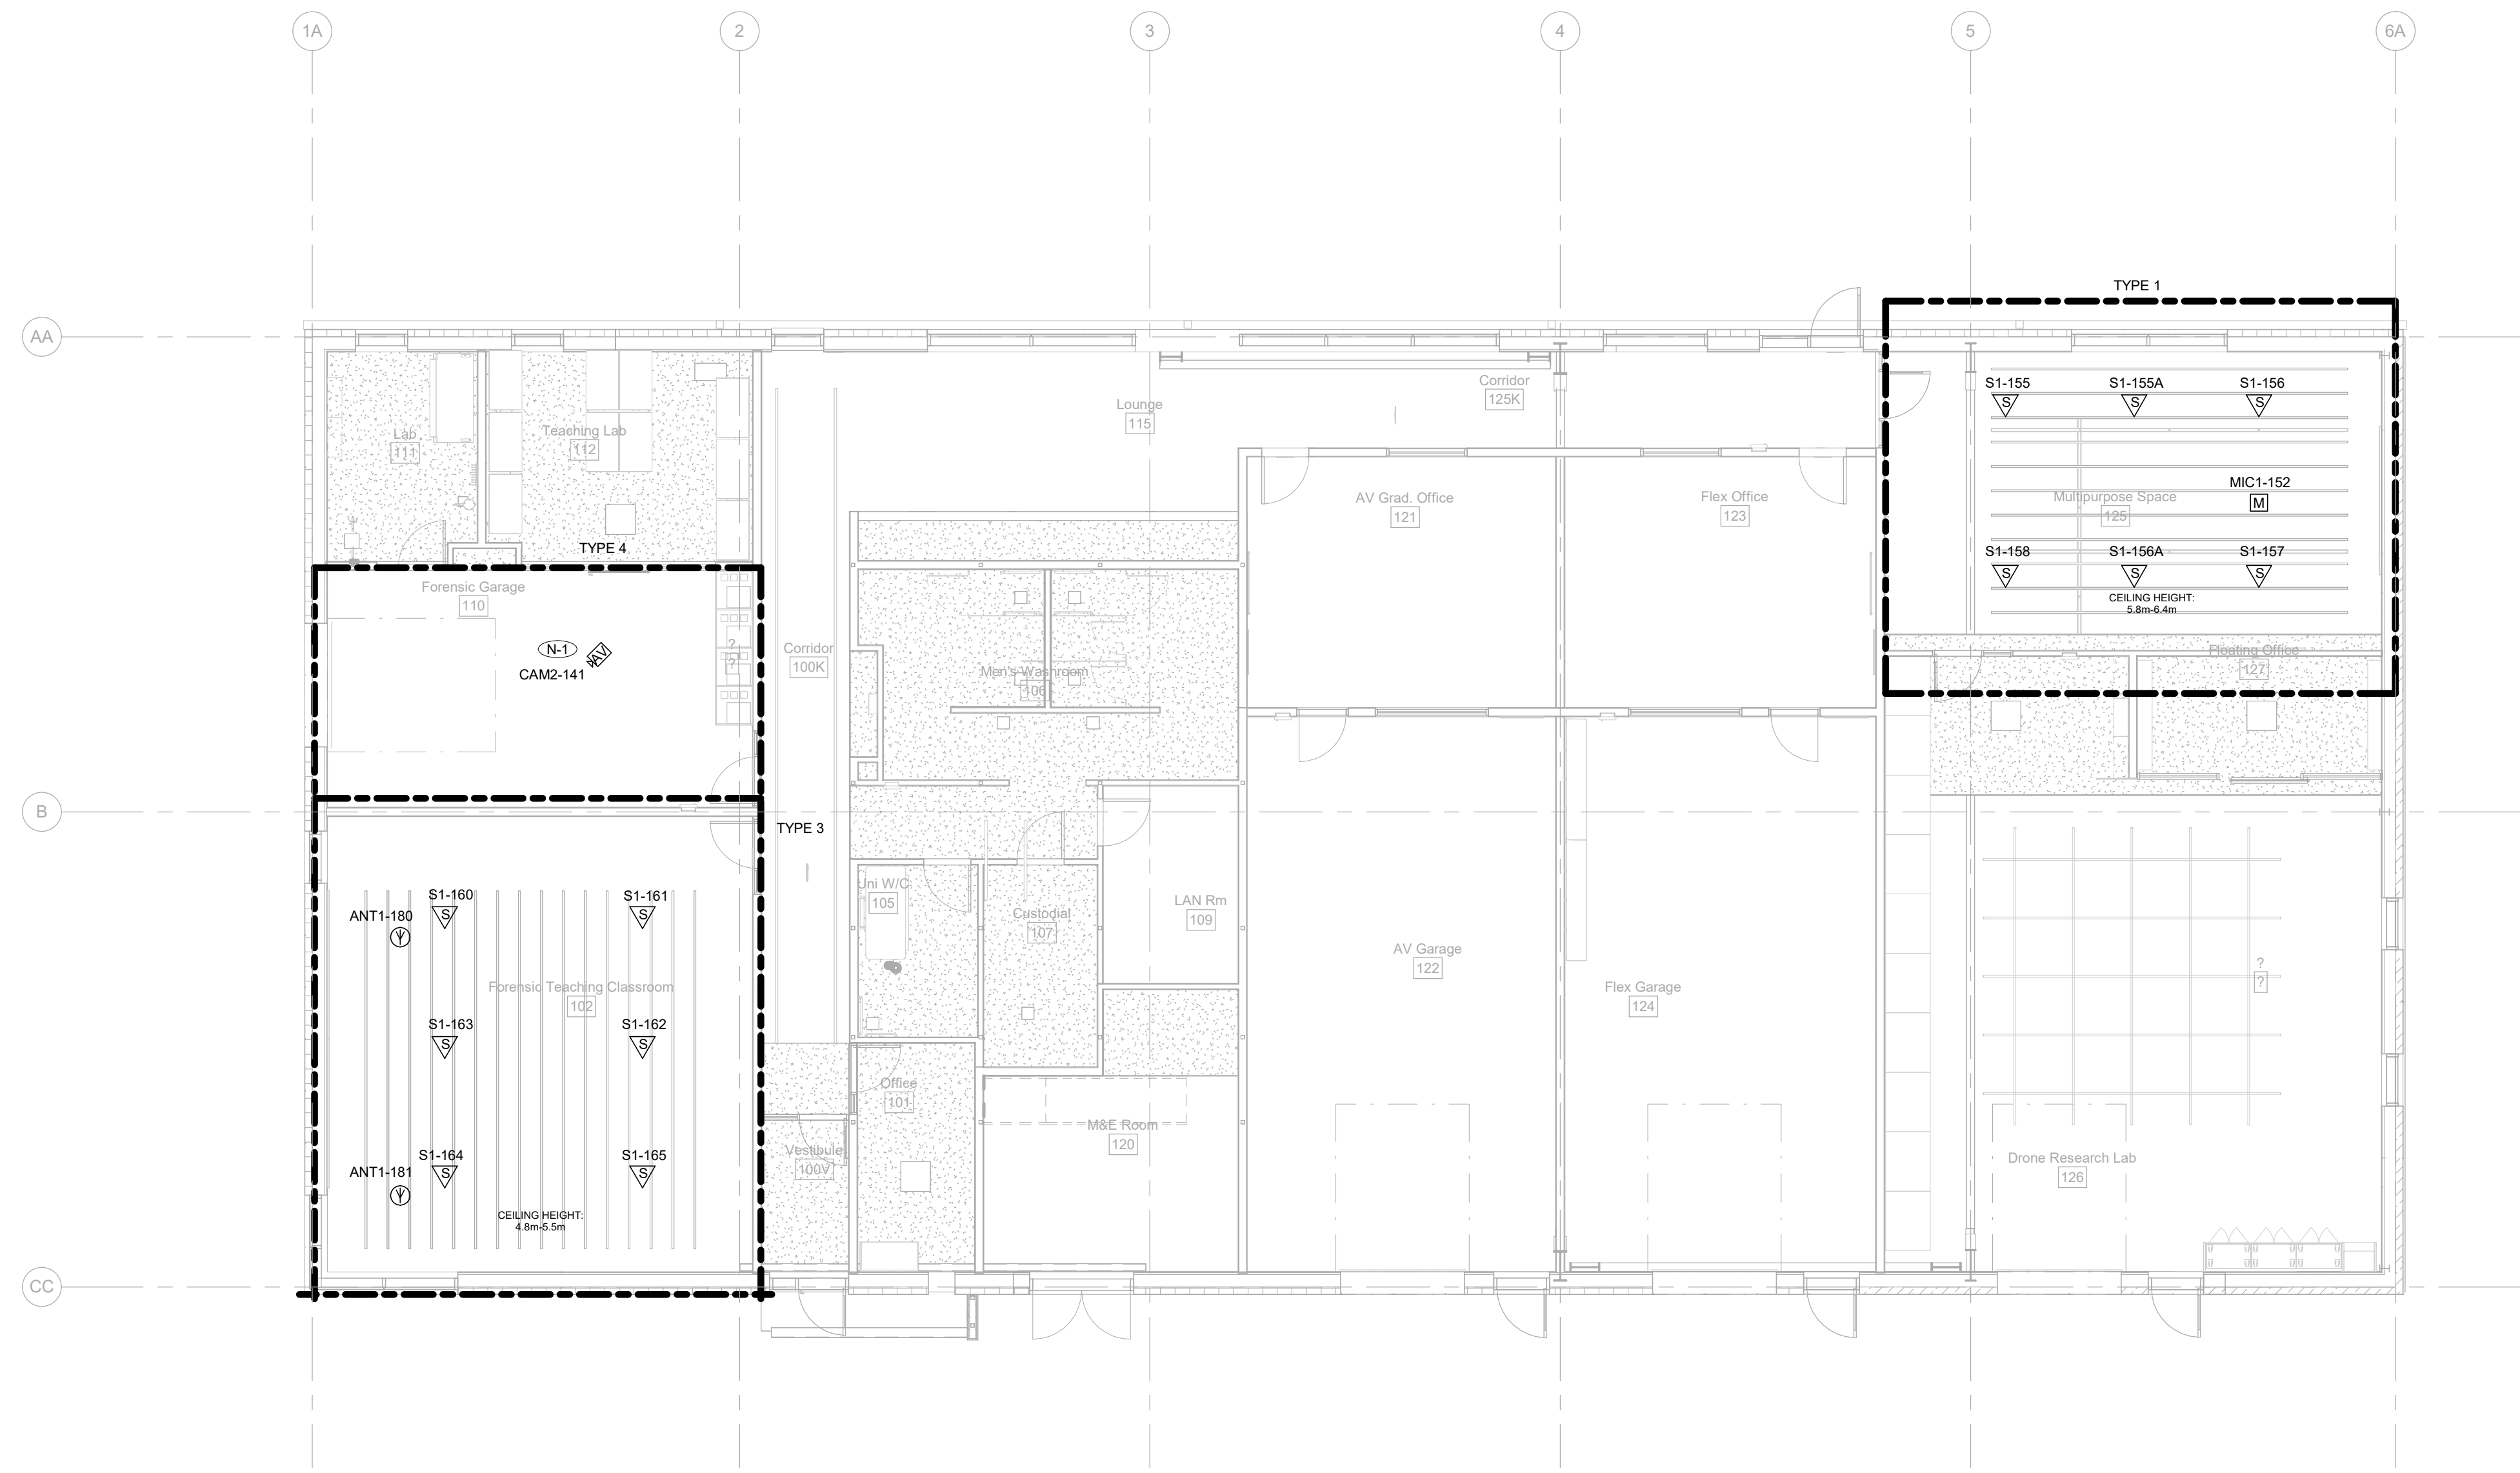 1A
2
3
4
5
6A
TYPE 1
AA
Lab
111
Teaching Lab
112
TYPE 4
Lounge
115
Corridor
125K
S1-155
S
S1-155A
S
S1-156
S
MIC1-152
M
Multipurpose Space
125
S1-158
S
S1-156A
S
S1-157
S
CEILING HEIGHT:
5.8m-6.4m
AV Grad. Office
121
Flex Office
123
Forensic Garage
110
N-1
AV
CAM2-141
?
?
Corridor
100K
Men's Washroom
106
Floating Office
127
B
TYPE 3
S1-160
S
S1-161
S
ANT1-180
Uni W/C
105
Custodial
107
LAN Rm
109
AV Garage
122
Flex Garage
124
?
?
Forensic Teaching Classroom
102
S1-163
S
S1-162
S
Office
101
M&E Room
120
Vestibule
100V
S1-164
S
S1-165
S
ANT1-181
CEILING HEIGHT:
4.8m-5.5m
Drone Research Lab
126
CC